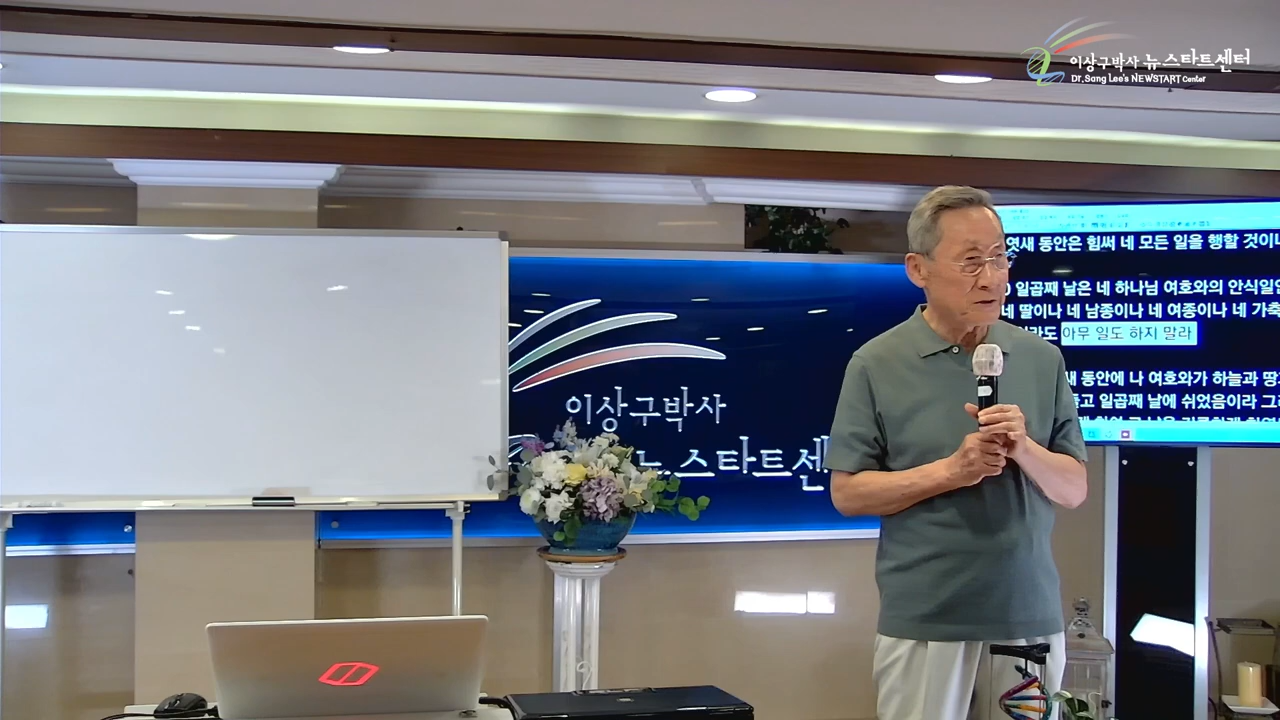 이상구박사 뉴스타트센터
Dr. Sang Lee's NEWSTART Center
엿새 동안은 힘써 네 모든 일을 행할 것이나
일곱째 날은 네 하나님 여호와의 안식일인
네 딸이나 네 남종이나 네 여종이나 네 가축
아무 일도 하지 말라
동안에 나 여호와가 하늘과 땅
일곱째 날에 쉬었음이라
이상구박사
뉴스타트센